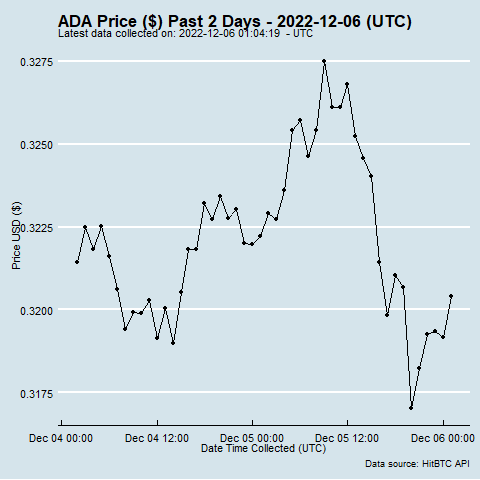 ADA Price ($) Past 2 Days - 2022-12-06 (UTC)
Latest data collected on: 2022-12-06 01:04:19 - UTC
0.3275
0.3250
0.3225
0.3200
0.3175
Price USD ($)
Dec 04 00:00 Dec 04 12:00 Dec 05 00:00 Dec 05 12:00 Dec 06 00:00
Date Time Collected (UTC)
Data source: HitBTC API